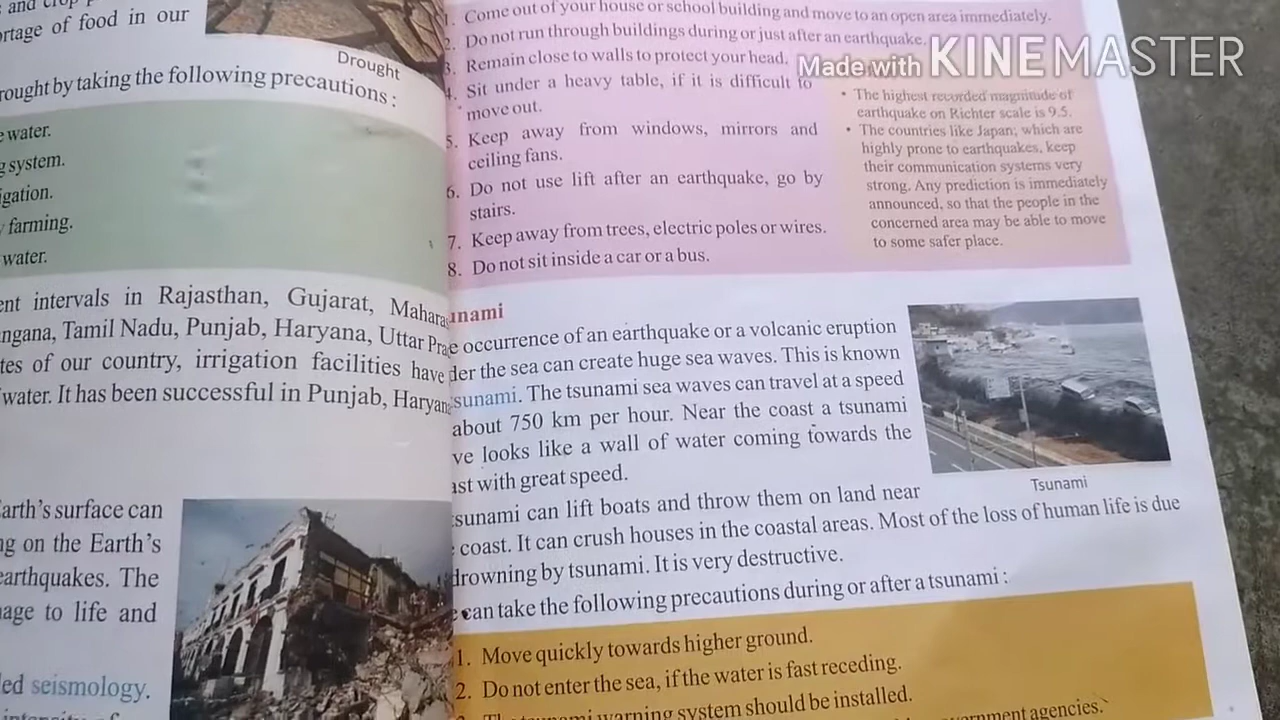 and crop
rtage of food in our
Drought
rought by taking the following precautions :
e water.
g system.
igation.
farming.
water.
ent intervals in Rajasthan, Gujarat, Mahara
ngana, Tamil Nadu, Punjab, Haryana, Uttar Pra
tes of our country, irrigation facilities have
water. It has been successful in Punjab, Haryan
arth's surface can
ng on the Earth's
earthquakes. The
nage to life and
led seismology.
1. Come out of your house or school building and move to an open area immediately.
2. Do not run through buildings during or just after an earthquake.
3. Remain close to walls to protect your head.
4. Sit under a heavy table, if it is difficult to
move out.
5. Keep away from windows, mirrors and
ceiling fans.
6. Do not use lift after an earthquake, go by
stairs.
7. Keep away from trees, electric poles or wires.
8. Do not sit inside a car or a bus.
Made with KINEMASTER
• The highest recorded magnitude of
earthquake on Richter scale is 9.5.
• The countries like Japan, which are
highly prone to earthquakes, keep
their communication systems very
strong. Any prediction is immediately
announced, so that the people in the
concerned area may be able to move
to some safer place.
unami
e occurrence of an earthquake or a volcanic eruption
der the sea can create huge sea waves. This is known
sunami. The tsunami sea waves can travel at a speed
about 750 km per hour. Near the coast a tsunami
ve looks like a wall of water coming towards the
ast with great speed.
Tsunami
sunami can lift boats and throw them on land near
coast. It can crush houses in the coastal areas. Most of the loss of human life is due
drowning by tsunami. It is very destructive.
can take the following precautions during or after a tsunami :
1. Move quickly towards higher ground.
2. Do not enter the sea, if the water is fast receding.
warning system should be installed.
ernment agencies.